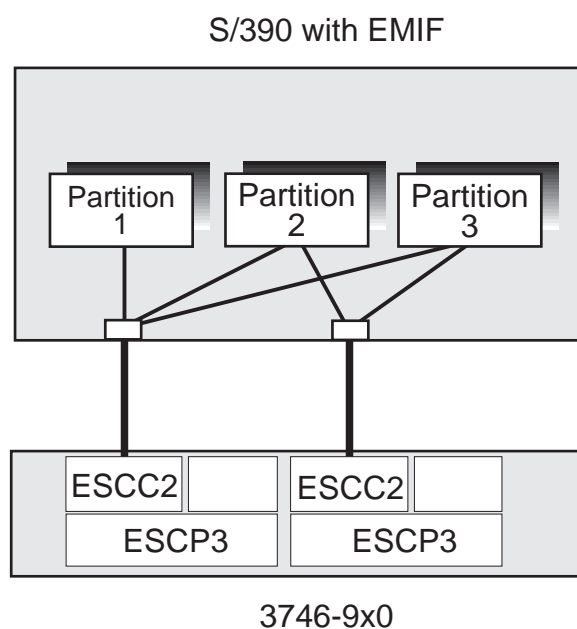 S/390 with EMIF
Partition
1
Partition
2
Partition
3
ESCC2
ESCC2
ESCP3
ESCP3
3746-9x0